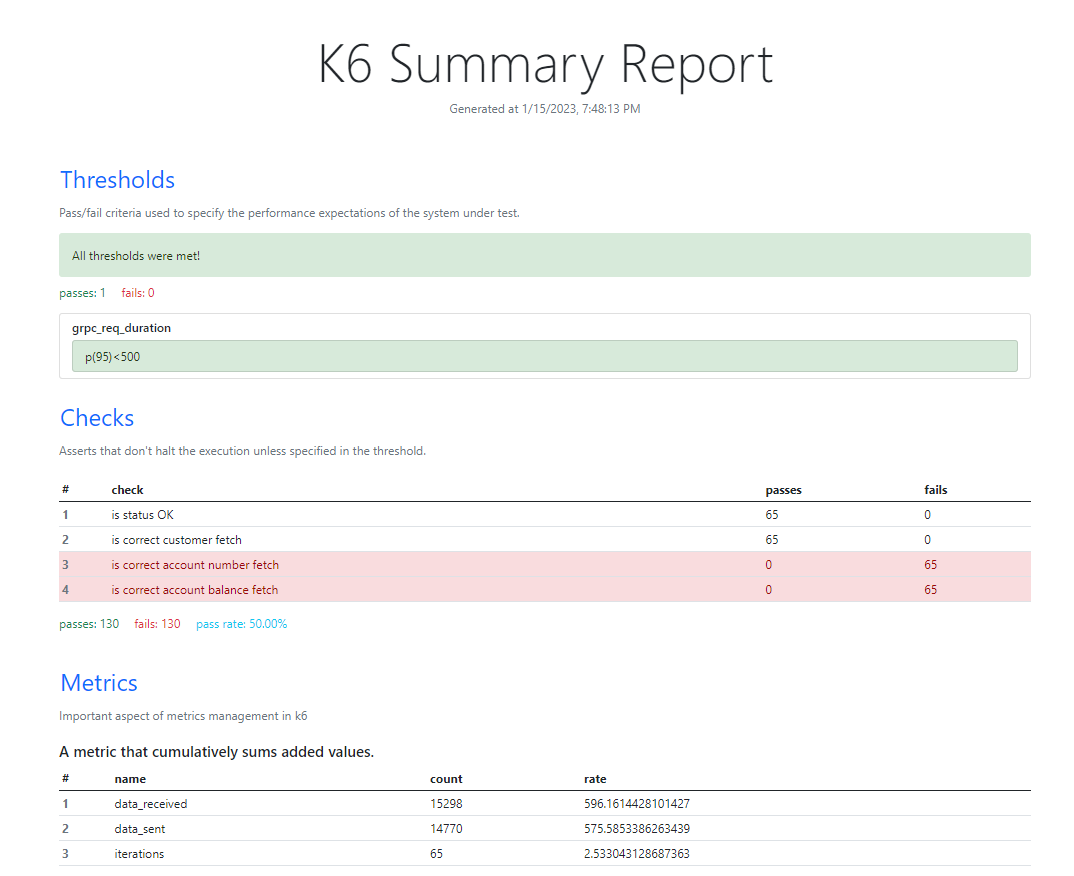 K6 Summary Report
Generated at 1/15/2023, 7:48:13 PM
Thresholds
Pass/fail criteria used to specify the performance expectations of the system under test.
All thresholds were met!
passes: 1 fails: 0
grpc_req_duration
p(95)<500
Checks
Asserts that don't halt the execution unless specified in the threshold.
# check passes fails
1 is status OK 65 0
2 is correct customer fetch 65 0
3 is correct account number fetch 0 65
4 is correct account balance fetch 0 65
passes: 130 fails: 130 pass rate: 50.00%
Metrics
Important aspect of metrics management in k6
A metric that cumulatively sums added values.
# name count rate
1 data_received 15298 596.1614428101427
2 data_sent 14770 575.5853386263439
3 iterations 65 2.533043128687363